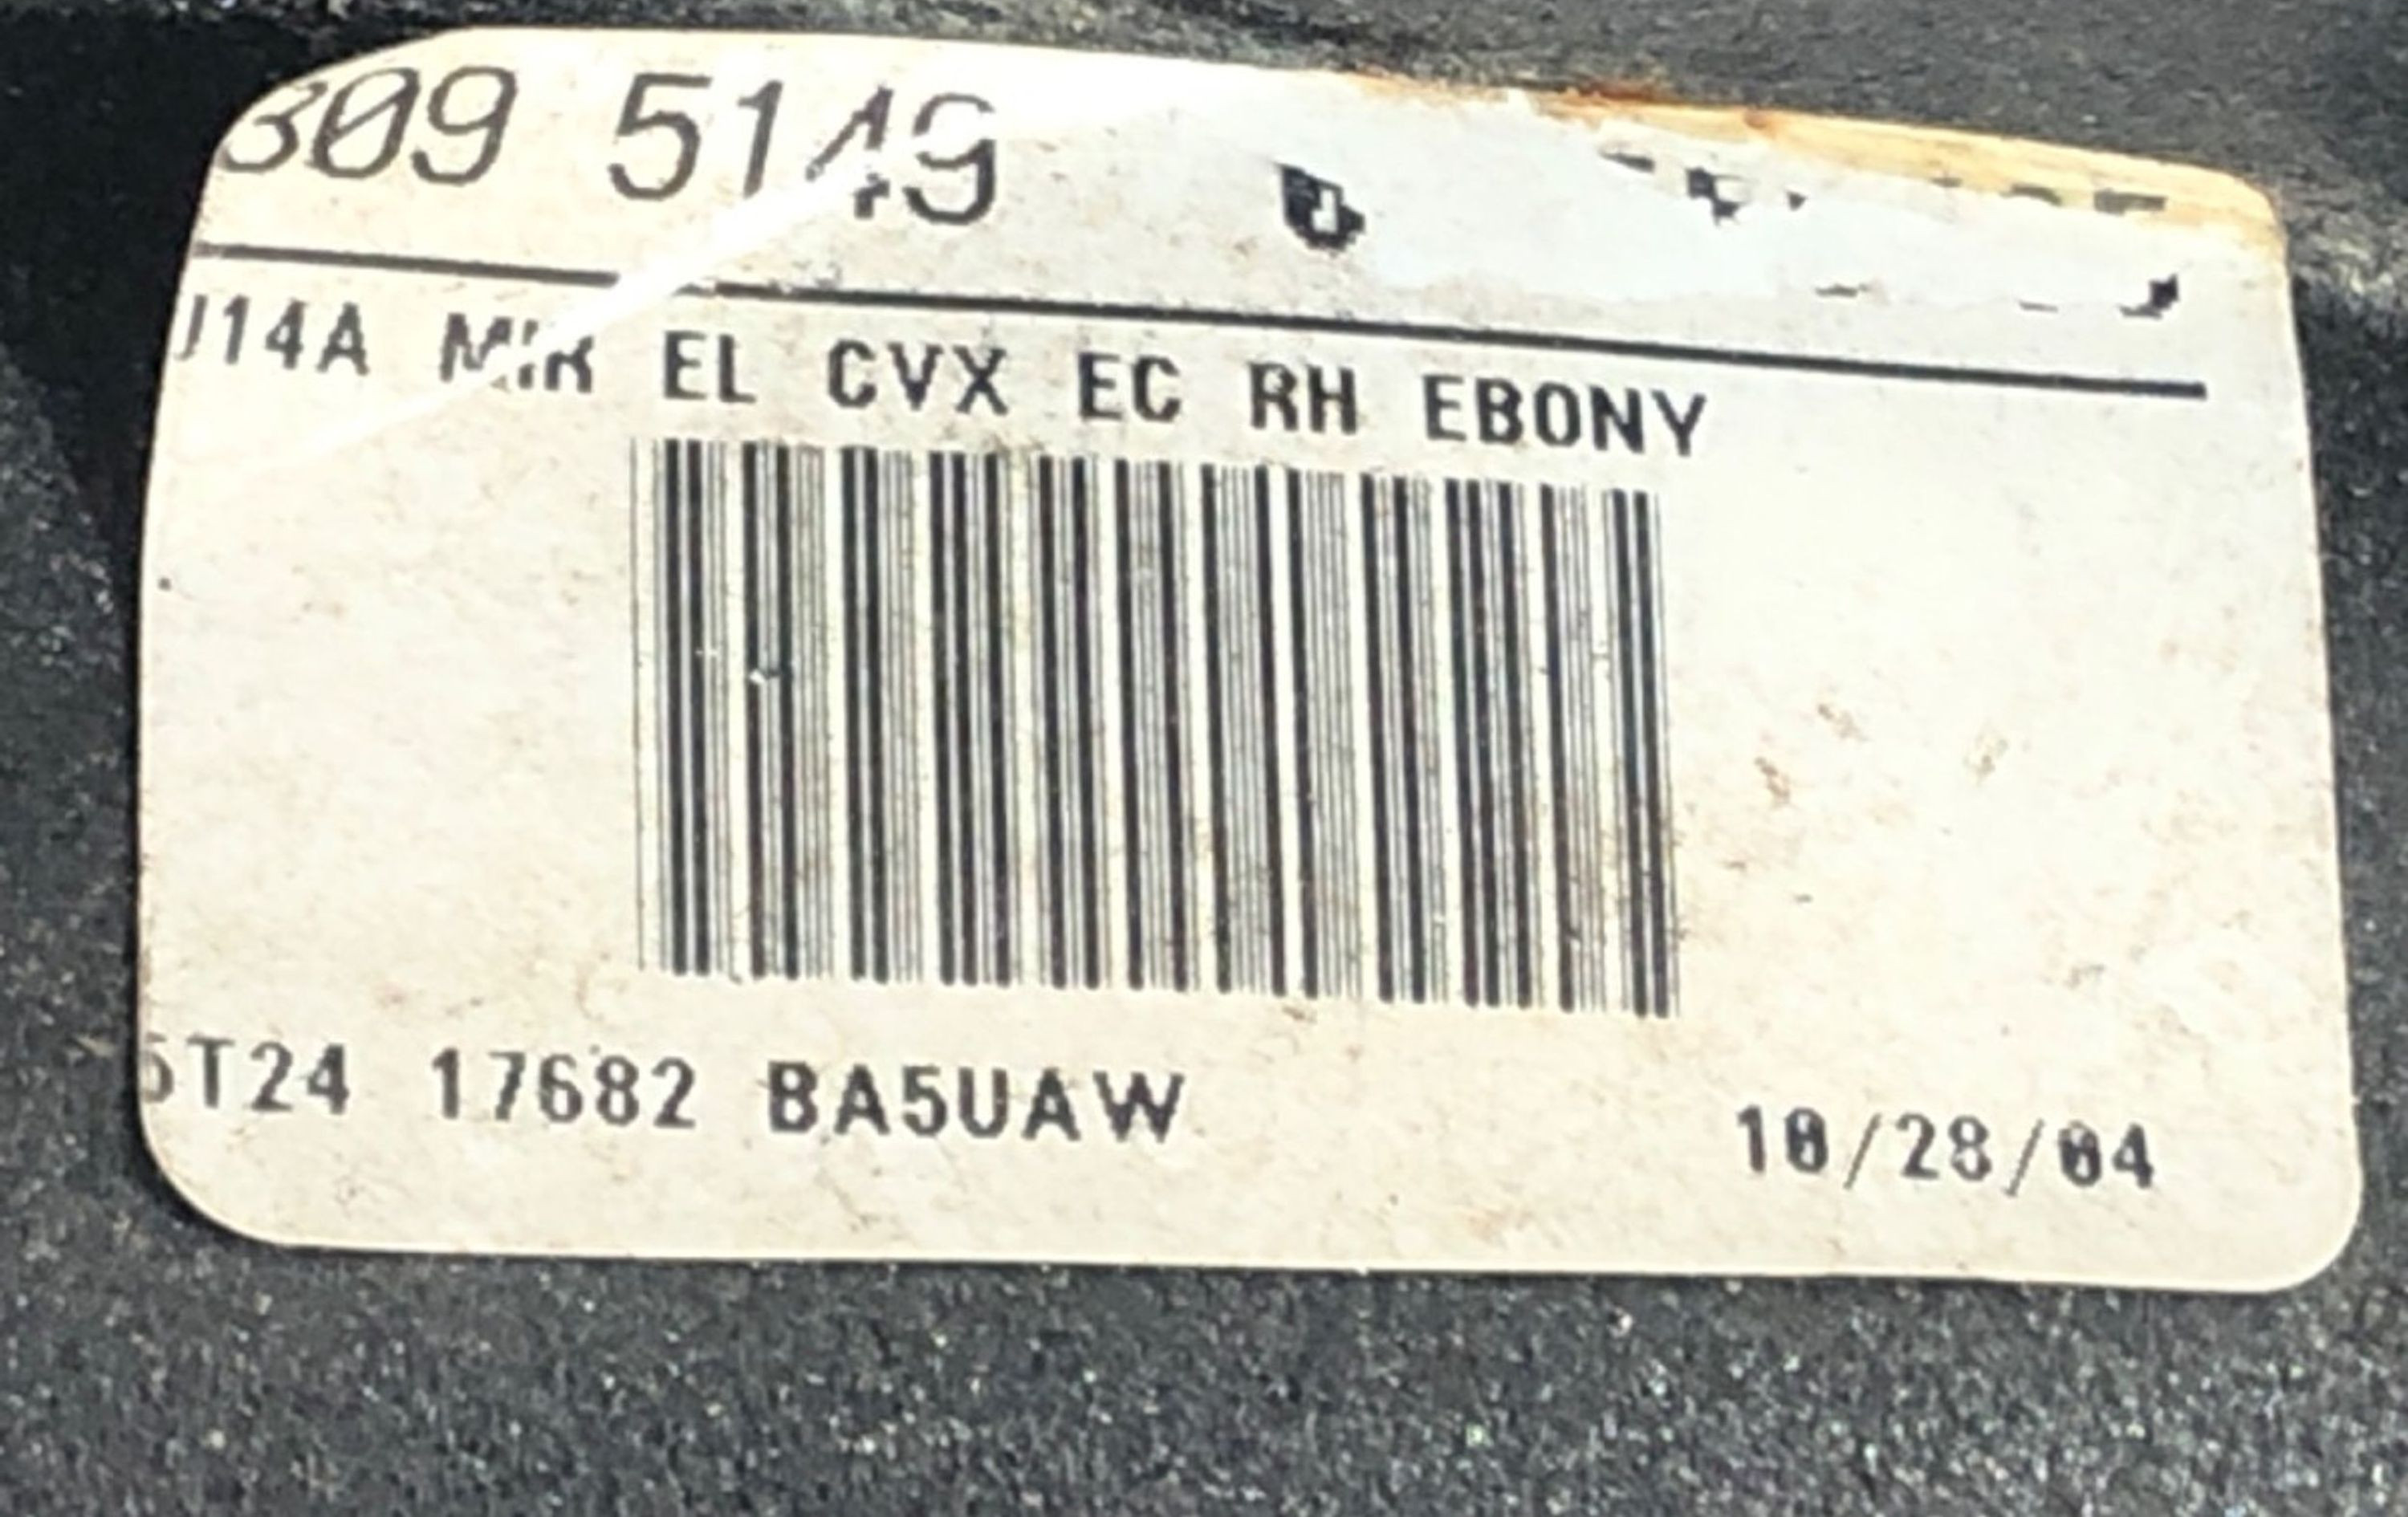 309 5149
J14A MIR EL CVX EC RH EBONY
5T24 17682 BA5UAW
10/28/04